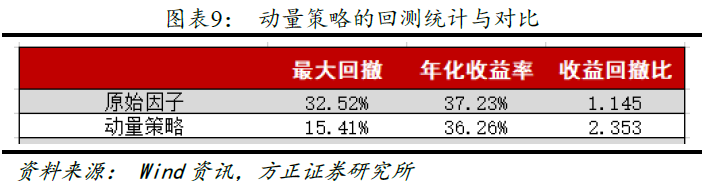 图表9： 动量策略的回测统计与对比
最大回撤 年化收益率 收益回撤比
原始因子 32.52% 37.23% 1.145
动量策略 15.41% 36.26% 2.353
资料来源： Wind资讯，方正证券研究所